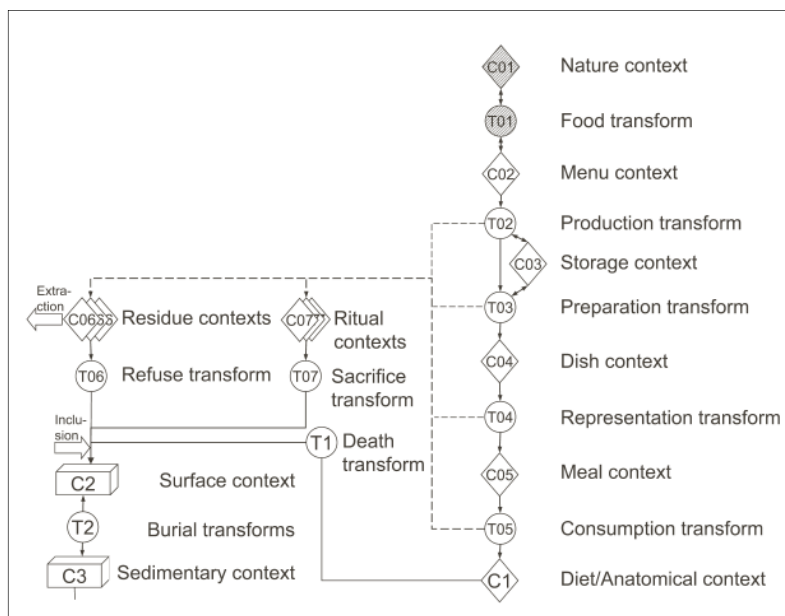 C01 Nature context
T01 Food transform
C02 Menu context
T02 Production transform
C03 Storage context
T03 Preparation transform
C04 Dish context
T04 Representation transform
C05 Meal context
T05 Consumption transform
C1 Diet/Anatomical context
Extra-
ction
C06 Residue contexts
C07 Ritual
contexts
T06 Refuse transform
T07 Sacrifice
transform
Inclu-
sion
T1 Death
transform
C2 Surface context
T2 Burial transforms
C3 Sedimentary context